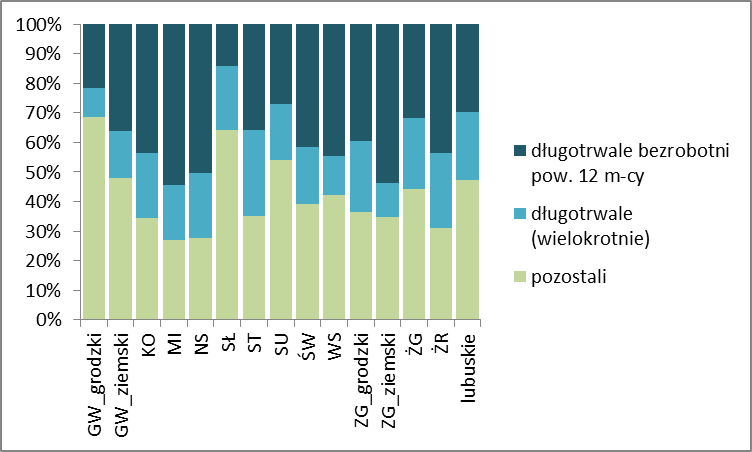 100%
90%
80%
70%
60%
50%
40%
30%
20%
10%
0%
GW_grodzki
GW_ziemski
KO
MI
NS
SŁ
ST
SU
ŚW
WS
ZG_grodzki
ZG_ziemski
ŻG
ŻR
lubuskie
długotrwale bezrobotni
pow. 12 m-cy
długotrwale
(wielokrotnie)
pozostali